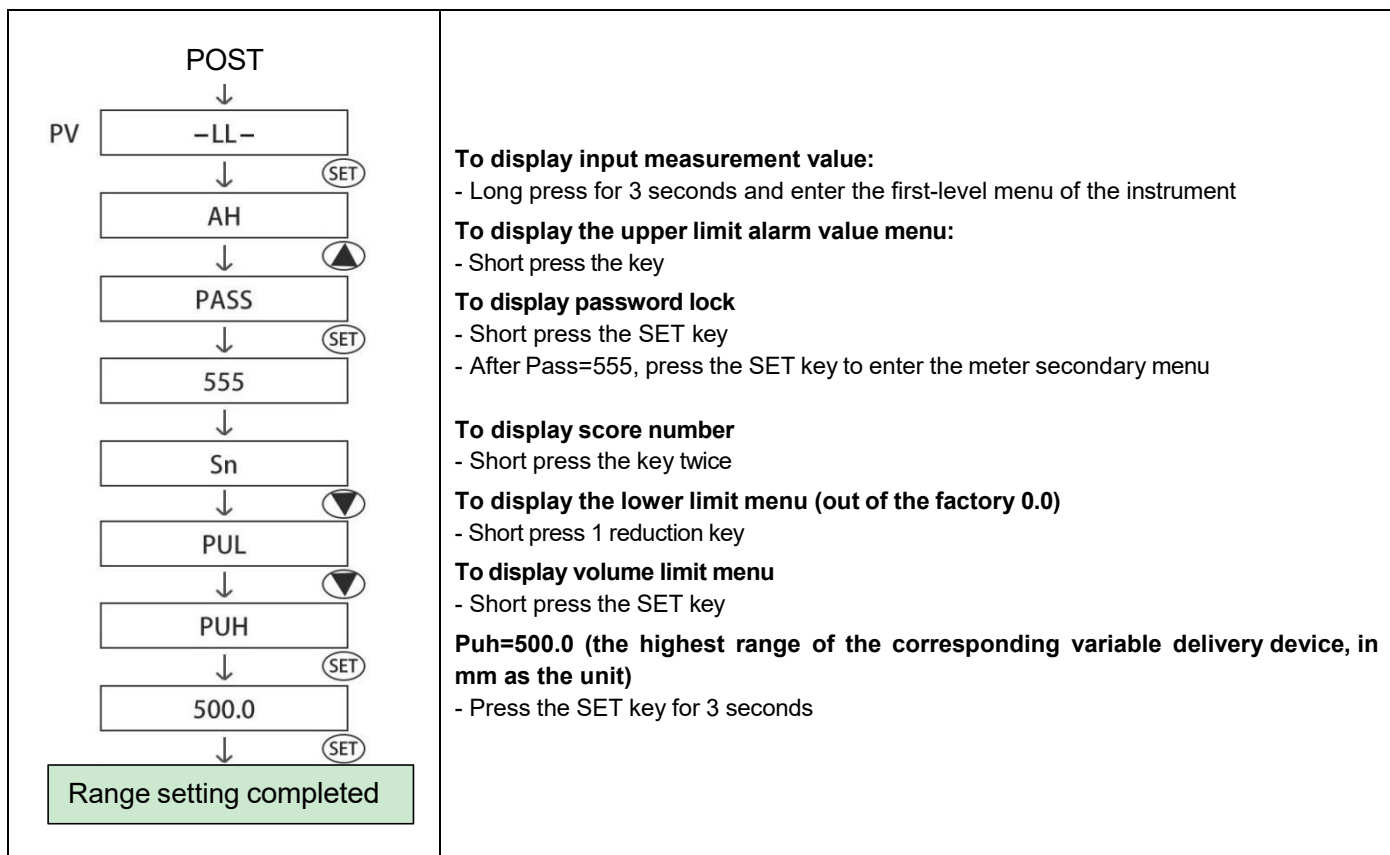 POST
↓
PV –LL–
↓ SET
AH
↓ ▲
PASS
↓ SET
555
↓
Sn
↓ ▼
PUL
↓ ▼
PUH
↓ SET
500.0
↓ SET
Range setting completed
To display input measurement value:
- Long press for 3 seconds and enter the first-level menu of the instrument
To display the upper limit alarm value menu:
- Short press the key
To display password lock
- Short press the SET key
- After Pass=555, press the SET key to enter the meter secondary menu
To display score number
- Short press the key twice
To display the lower limit menu (out of the factory 0.0)
- Short press 1 reduction key
To display volume limit menu
- Short press the SET key
Puh=500.0 (the highest range of the corresponding variable delivery device, in
mm as the unit)
- Press the SET key for 3 seconds